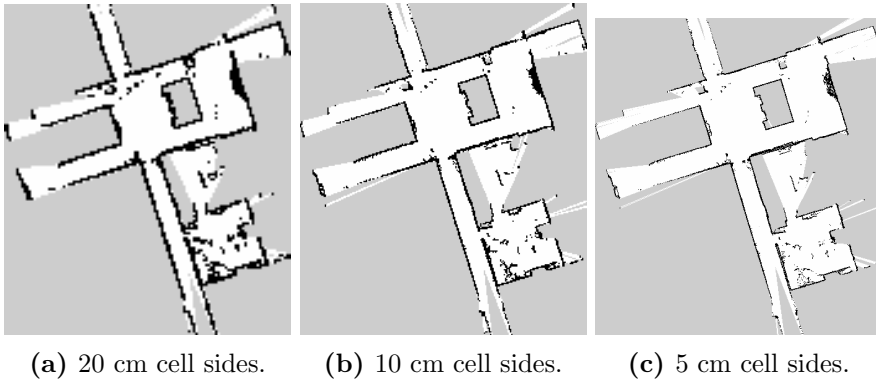 (a) 20 cm cell sides.
(b) 10 cm cell sides.
(c) 5 cm cell sides.